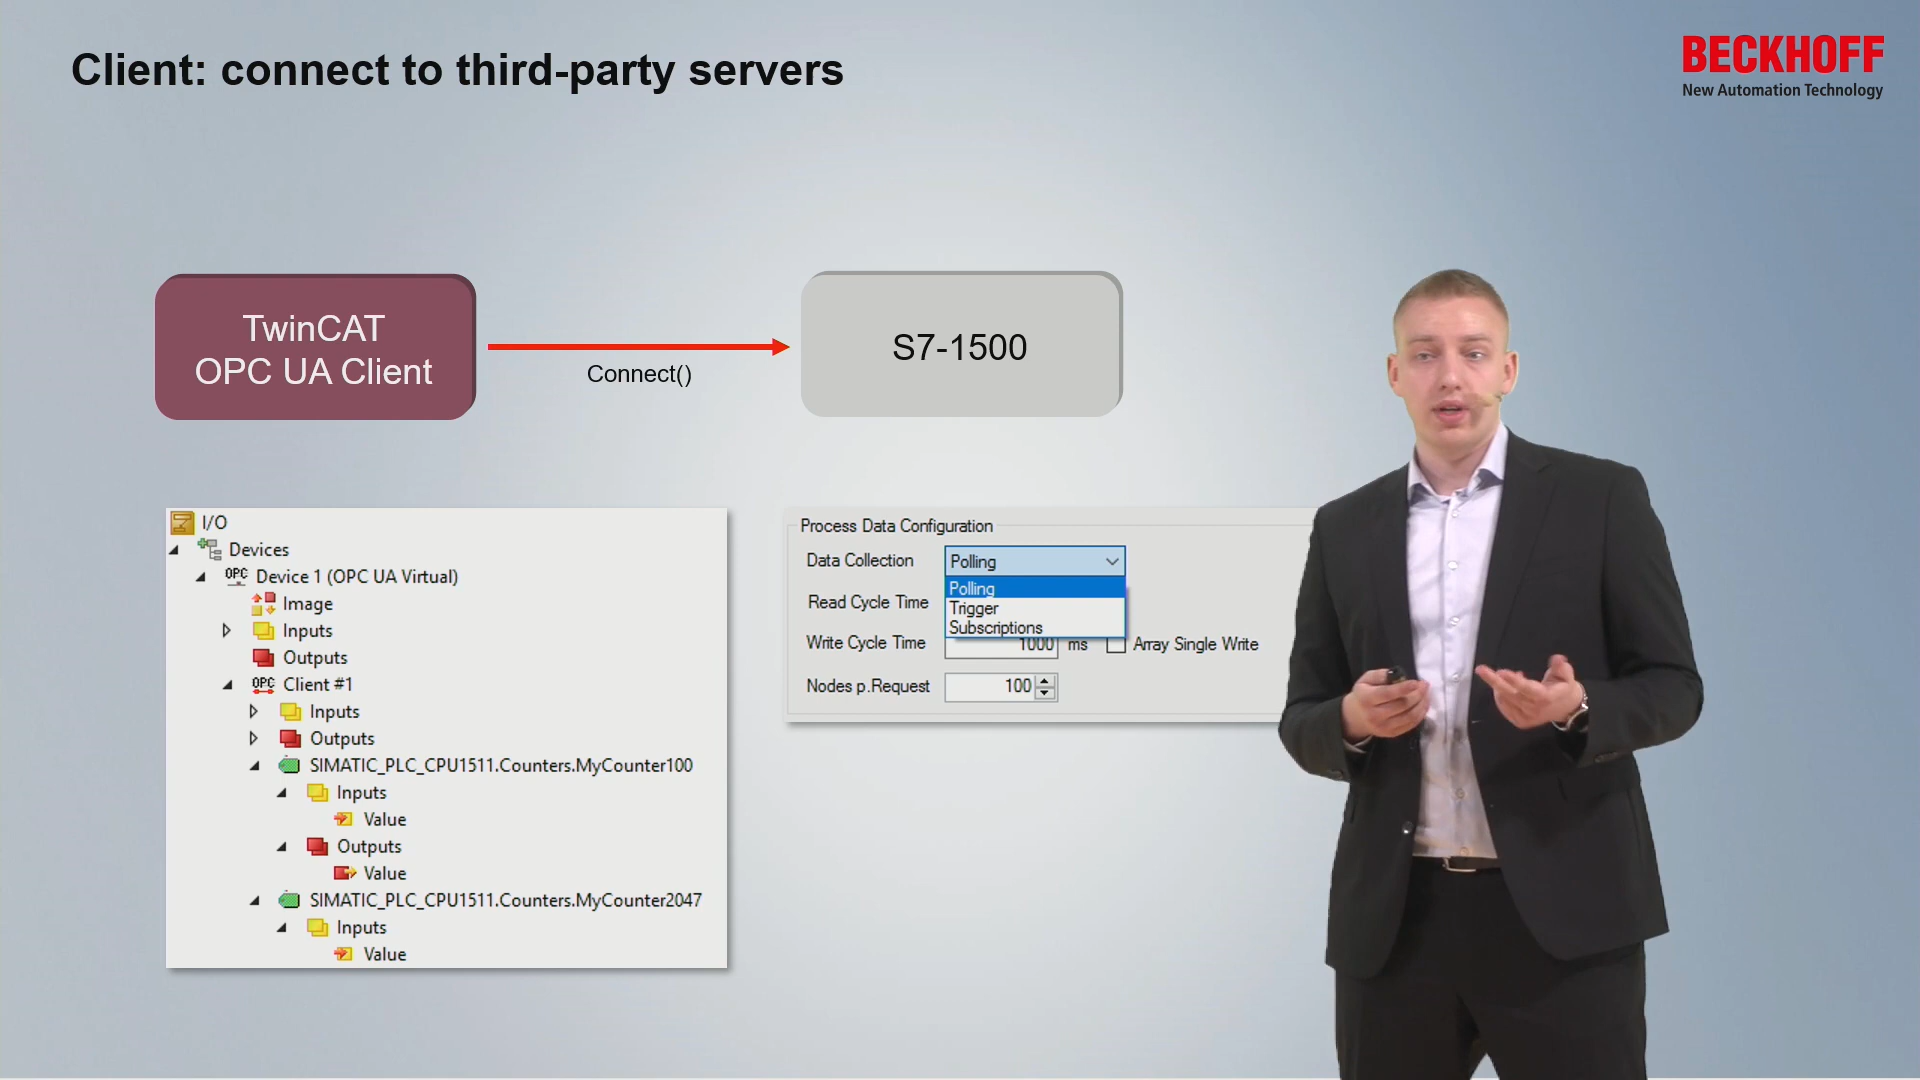 Client: connect to third-party servers
BECKHOFF
New Automation Technology
TwinCAT
OPC UA Client
Connect()
S7-1500
I/O
Devices
OPC Device 1 (OPC UA Virtual)
Image
Inputs
Outputs
OPC Client #1
Inputs
Outputs
SIMATIC_PLC_CPU1511.Counters.MyCounter100
Inputs
Value
Outputs
Value
SIMATIC_PLC_CPU1511.Counters.MyCounter2047
Inputs
Value
Process Data Configuration
Data Collection Polling
Polling
Read Cycle Time
Trigger
Subscriptions
Write Cycle Time 1000 ms Array Single Write
Nodes p.Request 100